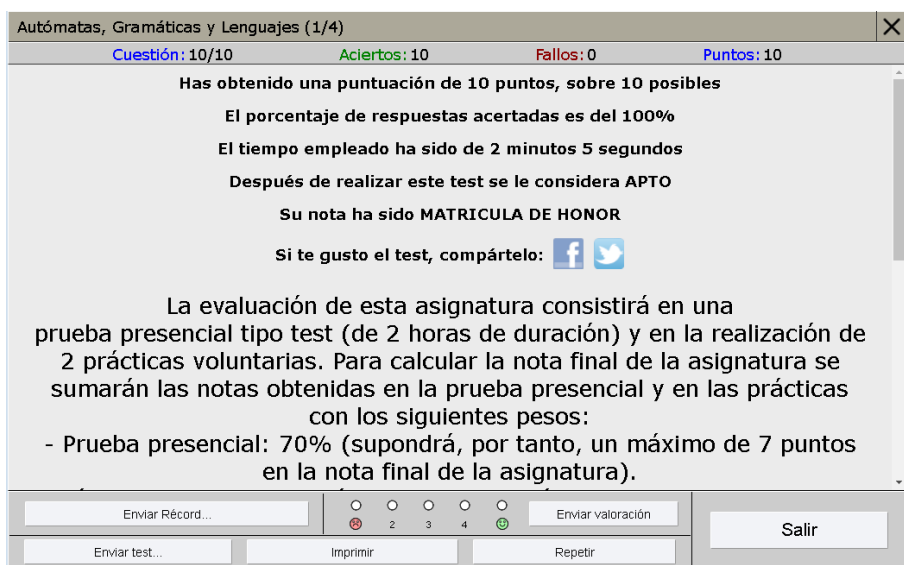 Autómatas, Gramáticas y Lenguajes (1/4)
Cuestión: 10/10 Aciertos: 10 Fallos: 0 Puntos: 10
Has obtenido una puntuación de 10 puntos, sobre 10 posibles
El porcentaje de respuestas acertadas es del 100%
El tiempo empleado ha sido de 2 minutos 5 segundos
Después de realizar este test se le considera APTO
Su nota ha sido MATRICULA DE HONOR
Si te gusto el test, compártelo:
La evaluación de esta asignatura consistirá en una
prueba presencial tipo test (de 2 horas de duración) y en la realización de
2 prácticas voluntarias. Para calcular la nota final de la asignatura se
sumarán las notas obtenidas en la prueba presencial y en las prácticas
con los siguientes pesos:
- Prueba presencial: 70% (supondrá, por tanto, un máximo de 7 puntos
en la nota final de la asignatura).
Enviar Récord...
2 3 4
Enviar valoración
Salir
Enviar test...
Imprimir
Repetir